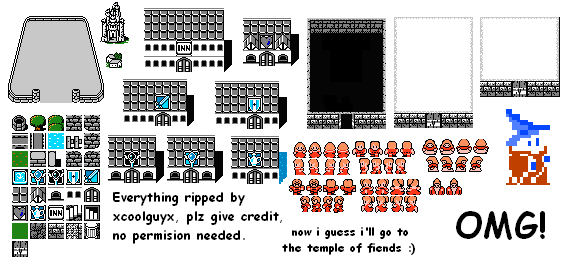 INN
Everything ripped by
xcoolguyx, plz give credit,
no permision needed.
INN
now i guess i'll go to
the temple of fiends :)
OMG!